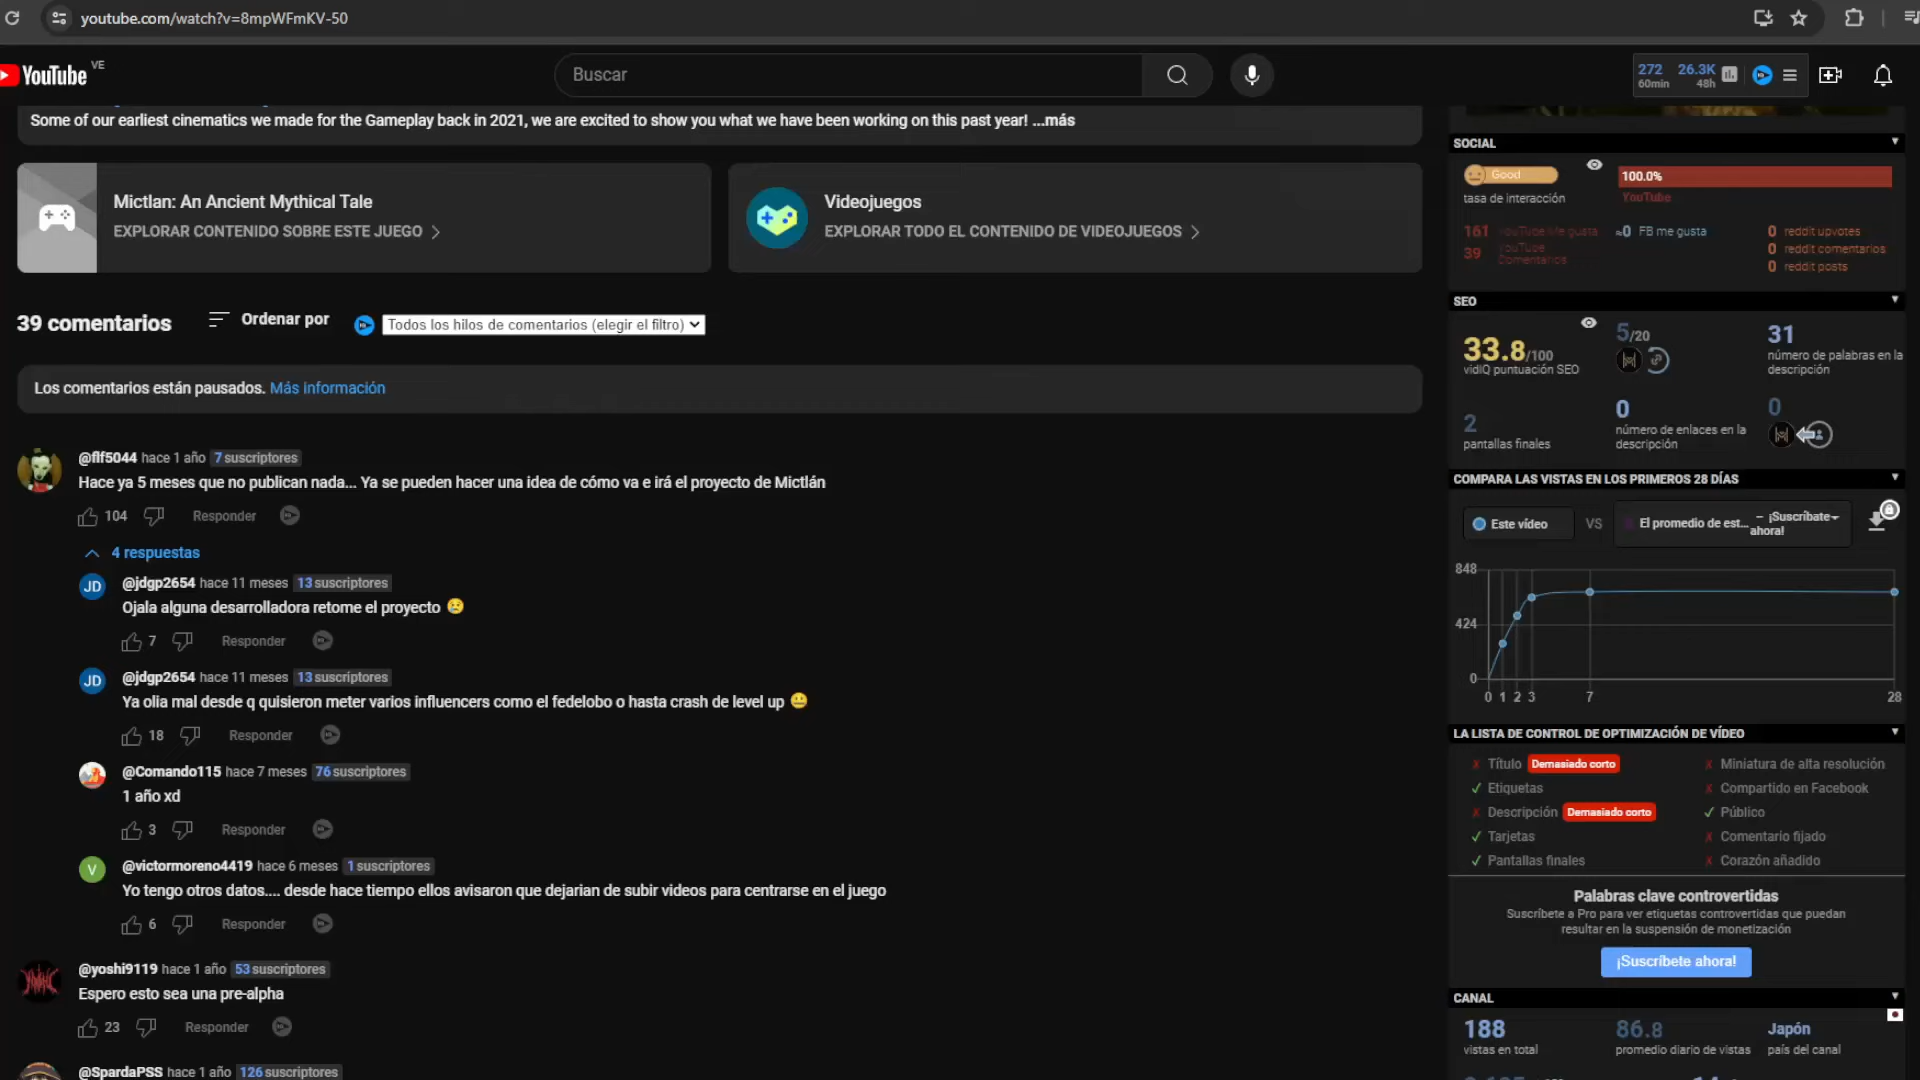 youtube.com/watch?v=8mpWFmKV-50
YouTube VE
Buscar
272 26.3K
60min 48h
Some of our earliest cinematics we made for the Gameplay back in 2021, we are excited to show you what we have been working on this past year! ...más
Mictlan: An Ancient Mythical Tale
EXPLORAR CONTENIDO SOBRE ESTE JUEGO
Videojuegos
EXPLORAR TODO EL CONTENIDO DE VIDEOJUEGOS
39 comentarios
Ordenar por
Todos los hilos de comentarios (elegir el filtro)
Los comentarios están pausados. Más información
@flf5044 hace 1 año 7 suscriptores
Hace ya 5 meses que no publican nada... Ya se pueden hacer una idea de cómo va e irá el proyecto de Mictlán
104 Responder
4 respuestas
JD
@jdgp2654 hace 11 meses 13 suscriptores
Ojala alguna desarrolladora retome el proyecto 😢
7 Responder
JD
@jdgp2654 hace 11 meses 13 suscriptores
Ya olia mal desde q quisieron meter varios influencers como el fedelobo o hasta crash de level up 😐
18 Responder
@Comando115 hace 7 meses 76 suscriptores
1 año xd
3 Responder
V
@victormoreno4419 hace 6 meses 1 suscriptores
Yo tengo otros datos.... desde hace tiempo ellos avisaron que dejarian de subir videos para centrarse en el juego
6 Responder
@yoshi9119 hace 1 año 53 suscriptores
Espero esto sea una pre-alpha
23 Responder
@SpardaPSS hace 1 año 126 suscriptores
SOCIAL
Good
tasa de interacción
100.0%
YouTube
161 YouTube Me gusta
39 YouTube Comentarios
≈0 FB me gusta
0 reddit upvotes
0 reddit comentarios
0 reddit posts
SEO
33.8/100
vidIQ puntuación SEO
5/20
31
número de palabras en la descripción
2
pantallas finales
0
número de enlaces en la descripción
0
COMPARA LAS VISTAS EN LOS PRIMEROS 28 DÍAS
Este vídeo
VS
El promedio de est... – ¡Suscríbate ahora!
848
424
0
0 1 2 3 7 28
LA LISTA DE CONTROL DE OPTIMIZACIÓN DE VÍDEO
Título Demasiado corto
Etiquetas
Descripción Demasiado corto
Tarjetas
Pantallas finales
Miniatura de alta resolución
Compartido en Facebook
Público
Comentario fijado
Corazón añadido
Palabras clave controvertidas
Suscríbete a Pro para ver etiquetas controvertidas que puedan
resultar en la suspensión de monetización
¡Suscríbete ahora!
CANAL
188
vistas en total
86.8
promedio diario de vistas
Japón
país del canal